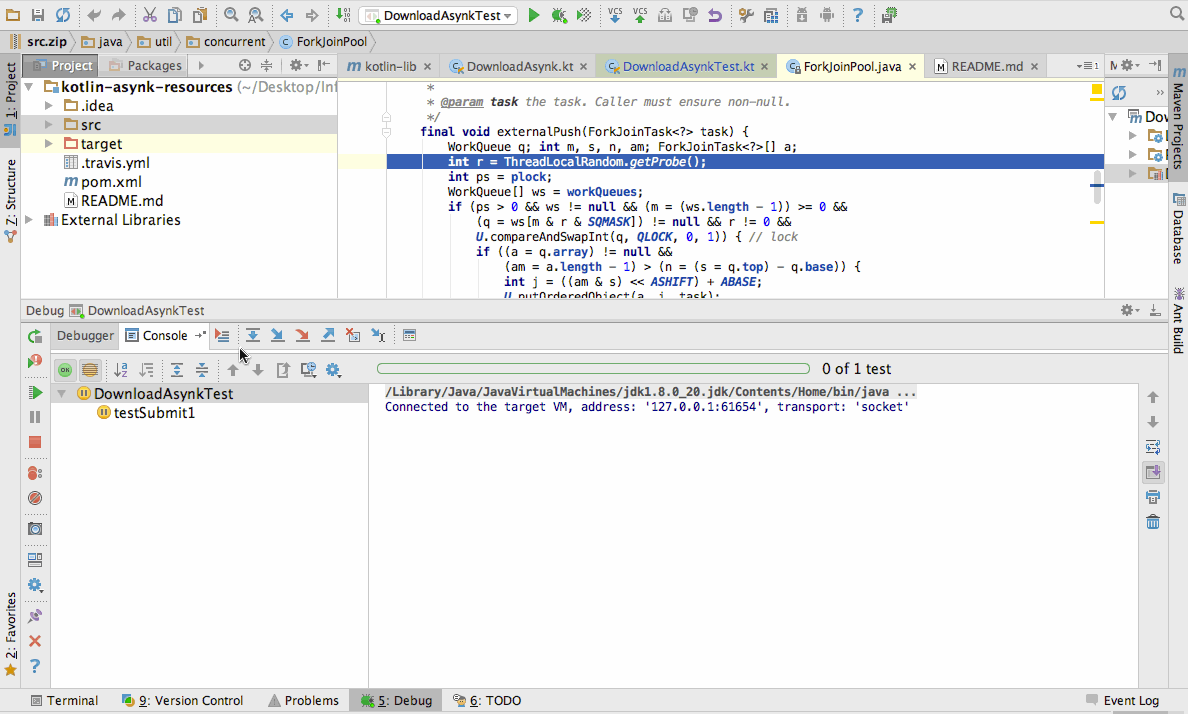 DownloadAsynkTest
VCS VCS
src.zip java util concurrent ForkJoinPool
1: Project
Z: Structure
2: Favorites
Project Packages
kotlin-asynk-resources (~/Desktop/Inf
.idea
src
target
.travis.yml
pom.xml
README.md
External Libraries
kotlin-lib DownloadAsynk.kt DownloadAsynkTest.kt ForkJoinPool.java README.md
*
* @param task the task. Caller must ensure non-null.
*/
final void externalPush(ForkJoinTask<?> task) {
WorkQueue q; int m, s, n, am; ForkJoinTask<?>[] a;
int r = ThreadLocalRandom.getProbe();
int ps = plock;
WorkQueue[] ws = workQueues;
if (ps > 0 && ws != null && (m = (ws.length - 1)) >= 0 &&
(q = ws[m & r & SQMASK]) != null && r != 0 &&
U.compareAndSwapInt(q, QLOCK, 0, 1)) { // lock
if ((a = q.array) != null &&
(am = a.length - 1) > (n = (s = q.top) - q.base)) {
int j = ((am & s) << ASHIFT) + ABASE;
U.putOrderedObject(a, j, task);
Dow
Maven Projects
Database
Ant Build
Debug DownloadAsynkTest
Debugger Console
OK
0 of 1 test
DownloadAsynkTest
testSubmit1
/Library/Java/JavaVirtualMachines/jdk1.8.0_20.jdk/Contents/Home/bin/java ...
Connected to the target VM, address: '127.0.0.1:61654', transport: 'socket'
Terminal 9: Version Control Problems 5: Debug 6: TODO Event Log